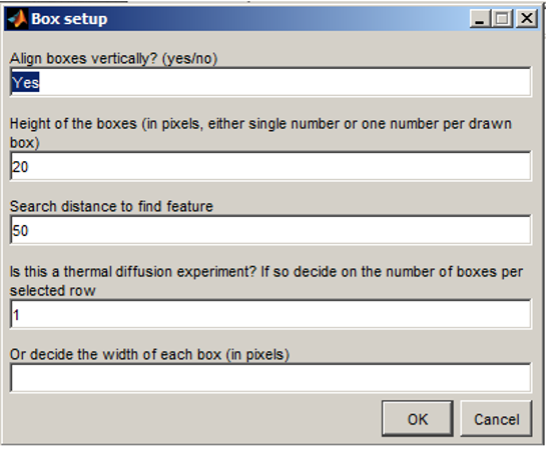 Box setup
Align boxes vertically? (yes/no)
Yes
Height of the boxes (in pixels, either single number or one number per drawn
box)
20
Search distance to find feature
50
Is this a thermal diffusion experiment? If so decide on the number of boxes per
selected row
1
Or decide the width of each box (in pixels)
OK
Cancel